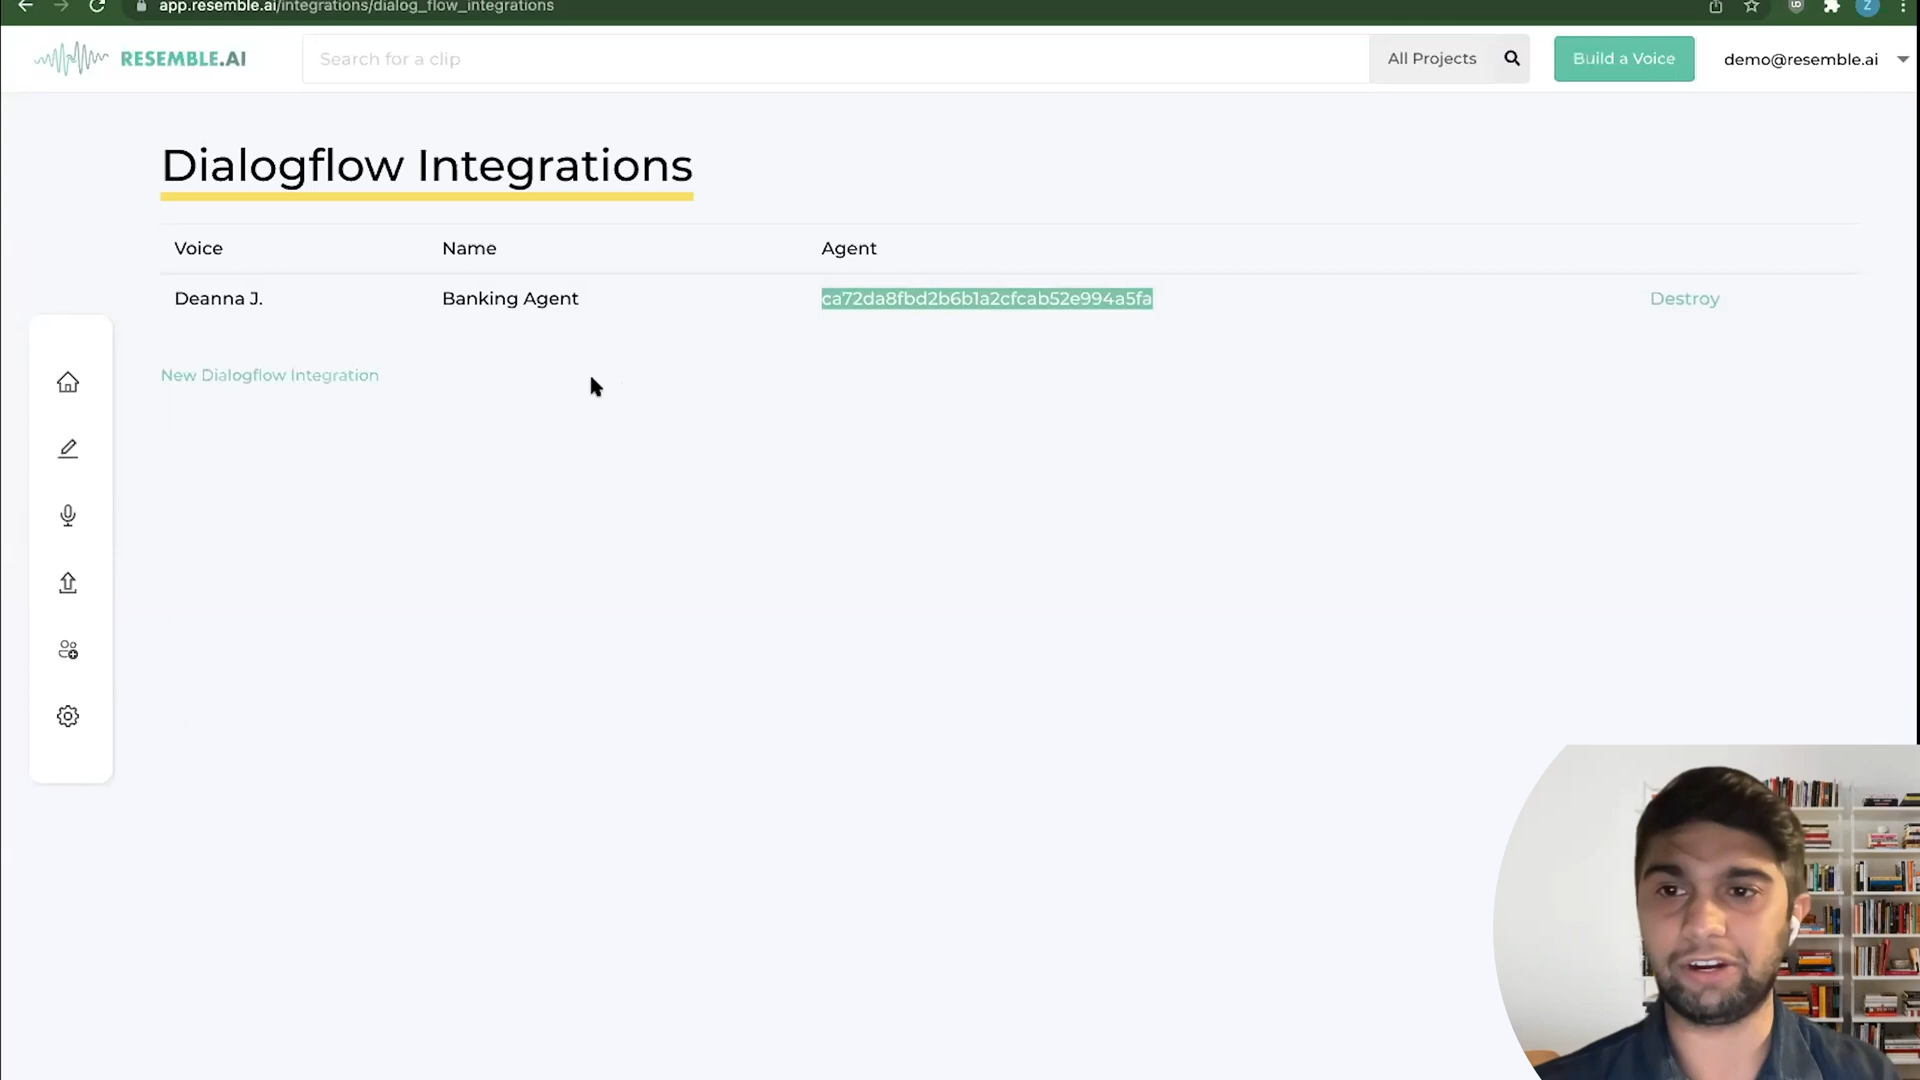 app.resemble.ai/integrations/dialog_flow_integrations
Z
RESEMBLE.AI
Search for a clip
All Projects
Build a Voice
demo@resemble.ai
Dialogflow Integrations
Voice
Name
Agent
Deanna J.
Banking Agent
ca72da8fbd2b6b1a2cfcab52e994a5fa
Destroy
New Dialogflow Integration